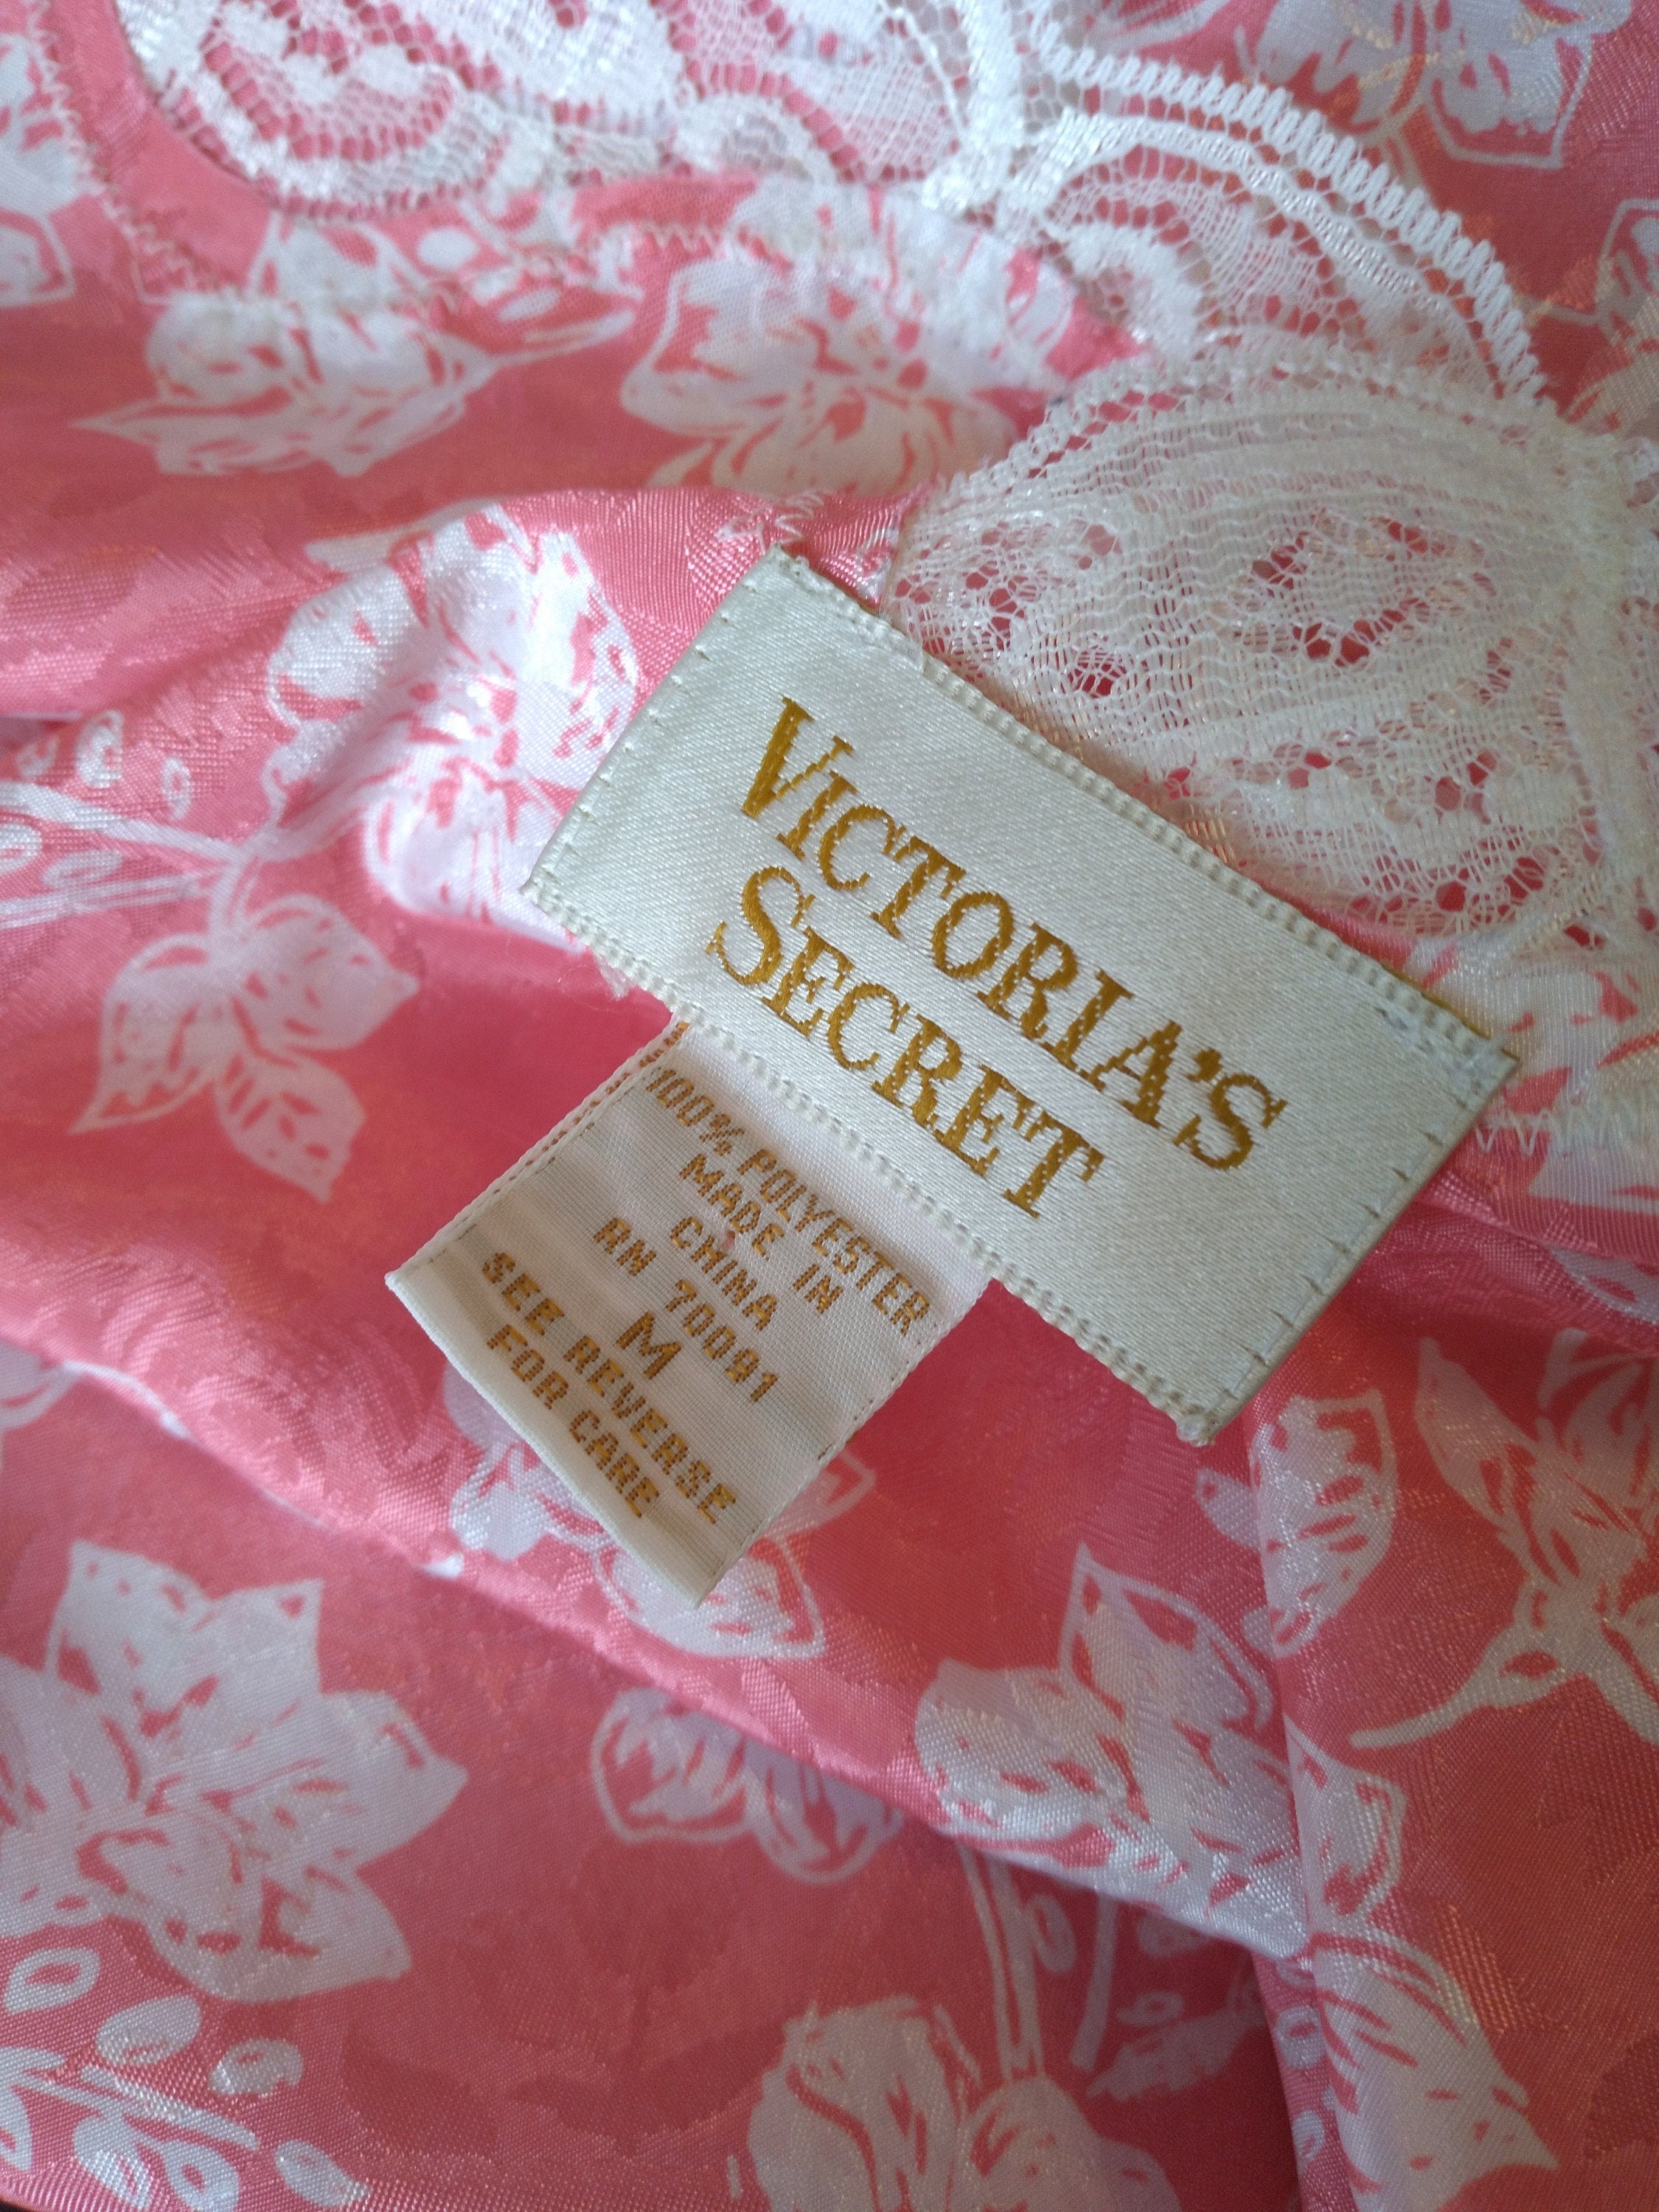 VICTORIA'S
SECRET
100% POLYESTER
MADE IN
CHINA
RN 70091
M
SEE REVERSE
FOR CARE